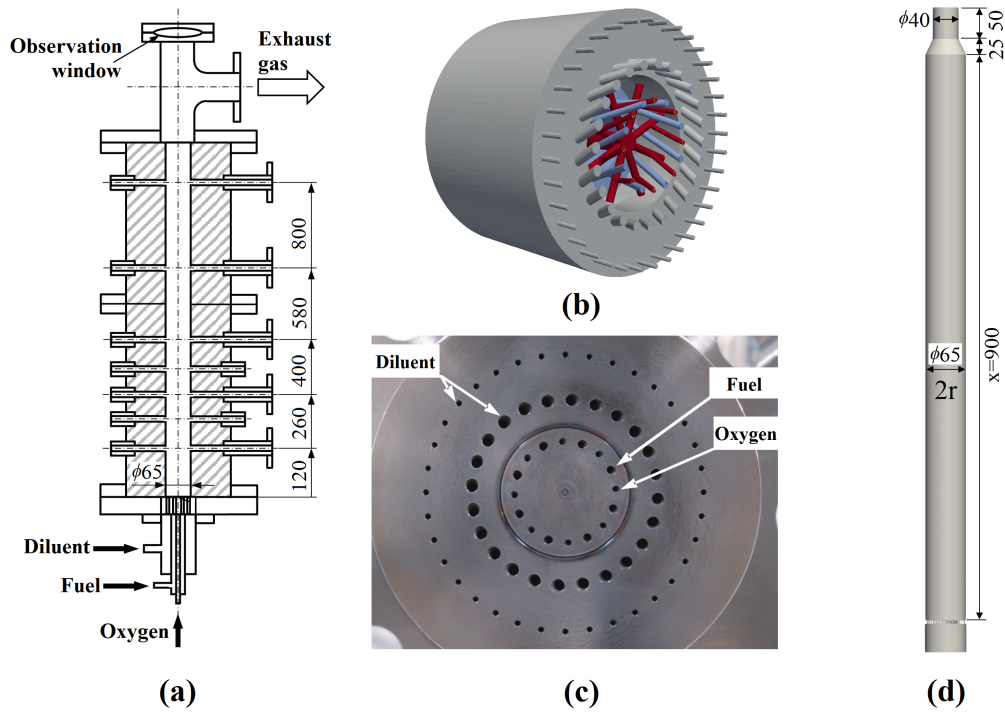 Observation
window
Exhaust
gas
800
580
400
260
120
ϕ65
Diluent
Fuel
Oxygen
(a)
(b)
Diluent
Fuel
Oxygen
(c)
ϕ40
50
25
x=900
ϕ65
2r
(d)